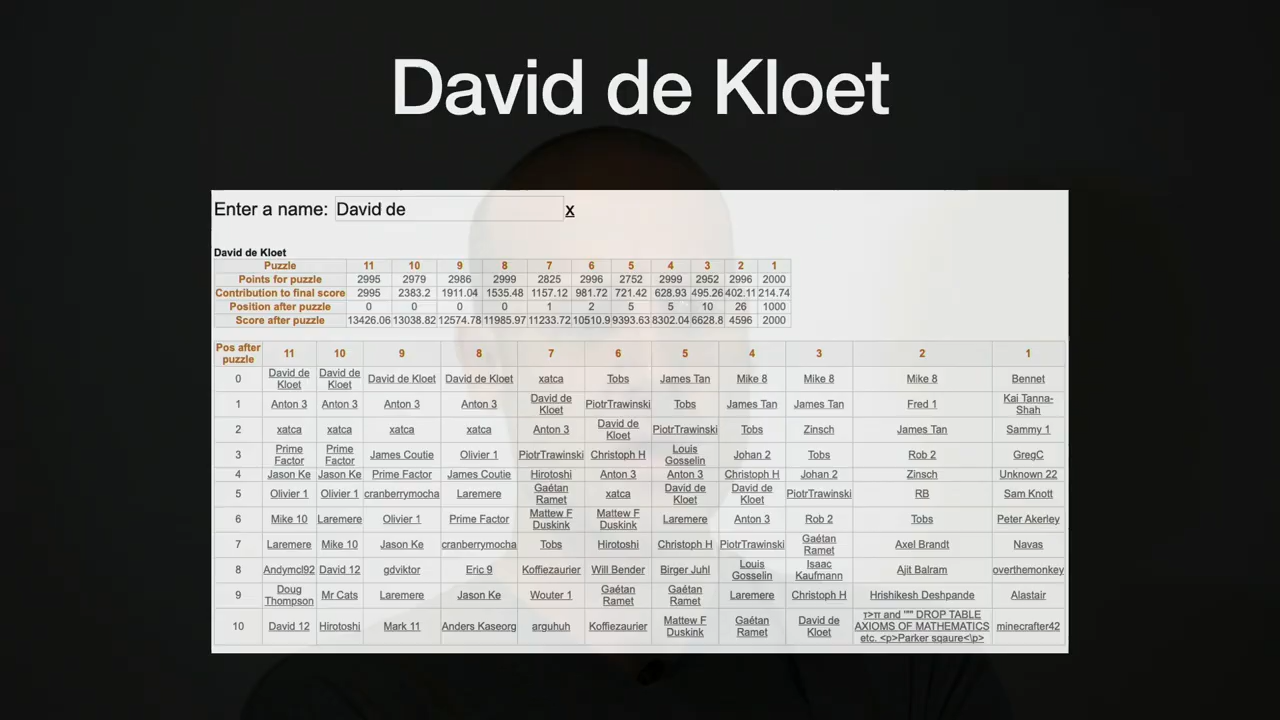 David de Kloet
Enter a name: David de x
David de Kloet
Puzzle 11 10 9 8 7 6 5 4 3 2 1
Points for puzzle 2995 2979 2986 2999 2825 2996 2752 2999 2952 2996 2000
Contribution to final score 2995 2383.2 1911.04 1535.48 1157.12 981.72 721.42 628.93 495.26 402.11 214.74
Position after puzzle 0 0 0 0 1 2 5 5 10 26 1000
Score after puzzle 13426.06 13038.82 12574.78 11985.97 11233.72 10510.9 9393.63 8302.04 6628.8 4596 2000
Pos after puzzle 11 10 9 8 7 6 5 4 3 2 1
0 David de Kloet David de Kloet David de Kloet David de Kloet xatca Tobs James Tan Mike 8 Mike 8 Mike 8 Bennet
1 Anton 3 Anton 3 Anton 3 Anton 3 David de Kloet PiotrTrawinski Tobs James Tan James Tan Fred 1 Kai Tanna-Shah
2 xatca xatca xatca xatca Anton 3 David de Kloet PiotrTrawinski Tobs Zinsch James Tan Sammy 1
3 Prime Factor Prime Factor James Coutie Olivier 1 PiotrTrawinski Christoph H Louis Gosselin Johan 2 Tobs Rob 2 GregC
4 Jason Ke Jason Ke Prime Factor James Coutie Hirotoshi Anton 3 Anton 3 Christoph H Johan 2 Zinsch Unknown 22
5 Olivier 1 Olivier 1 cranberrymocha Laremere Gaétan Ramet xatca David de Kloet David de Kloet PiotrTrawinski RB Sam Knott
6 Mike 10 Laremere Olivier 1 Prime Factor Mattew F Duskink Mattew F Duskink Laremere Anton 3 Rob 2 Tobs Peter Akerley
7 Laremere Mike 10 Jason Ke cranberrymocha Tobs Hirotoshi Christoph H PiotrTrawinski Gaétan Ramet Axel Brandt Navas
8 Andymcl92 David 12 gdviktor Eric 9 Koffiezaurier Will Bender Birger Juhl Louis Gosselin Isaac Kaufmann Ajit Balram overthemonkey
9 Doug Thompson Mr Cats Laremere Jason Ke Wouter 1 Gaétan Ramet Gaétan Ramet Laremere Christoph H Hrishikesh Deshpande Alastair
10 David 12 Hirotoshi Mark 11 Anders Kaseorg arguhuh Koffiezaurier Mattew F Duskink Gaétan Ramet David de Kloet τ>π and '"' DROP TABLE AXIOMS OF MATHEMATICS etc. <p>Parker sqaure<\p> minecrafter42